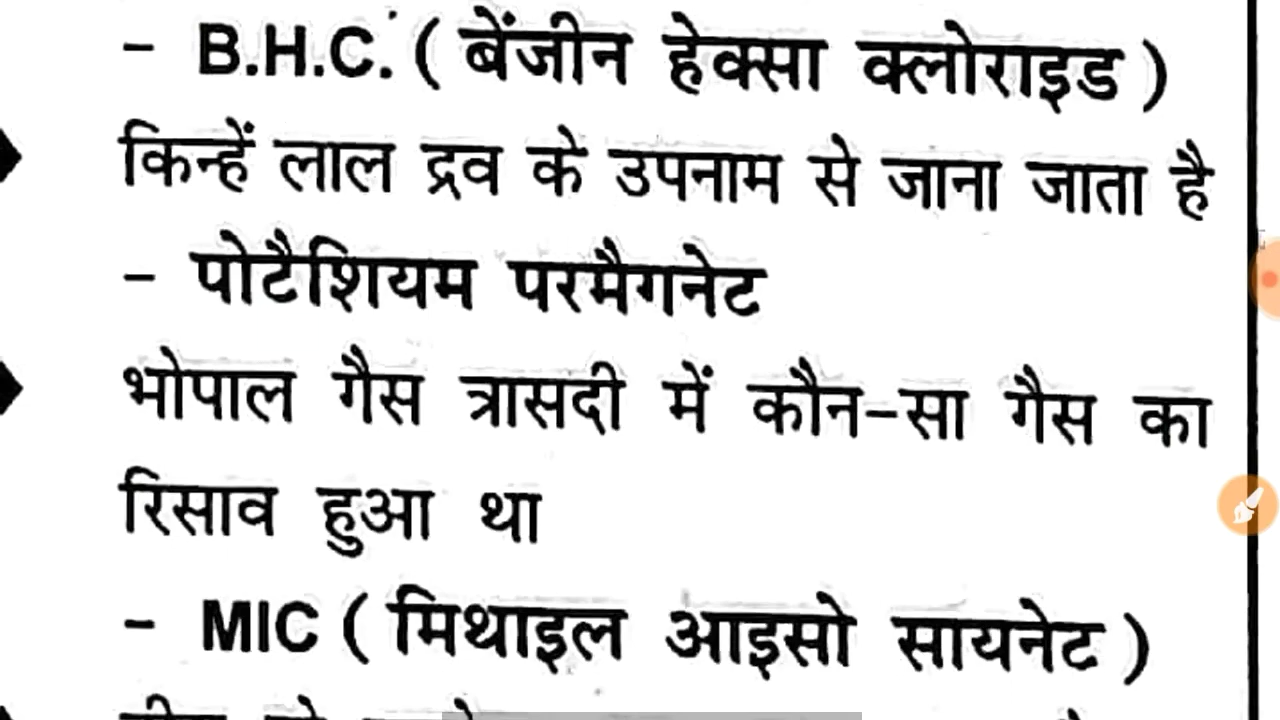 - B.H.C. ( बेंजीन हेक्सा क्लोराइड )
किन्हें लाल द्रव के उपनाम से जाना जाता है
- पोटैशियम परमैगनेट
भोपाल गैस त्रासदी में कौन-सा गैस का
रिसाव हुआ था
- MIC ( मिथाइल आइसो सायनेट )